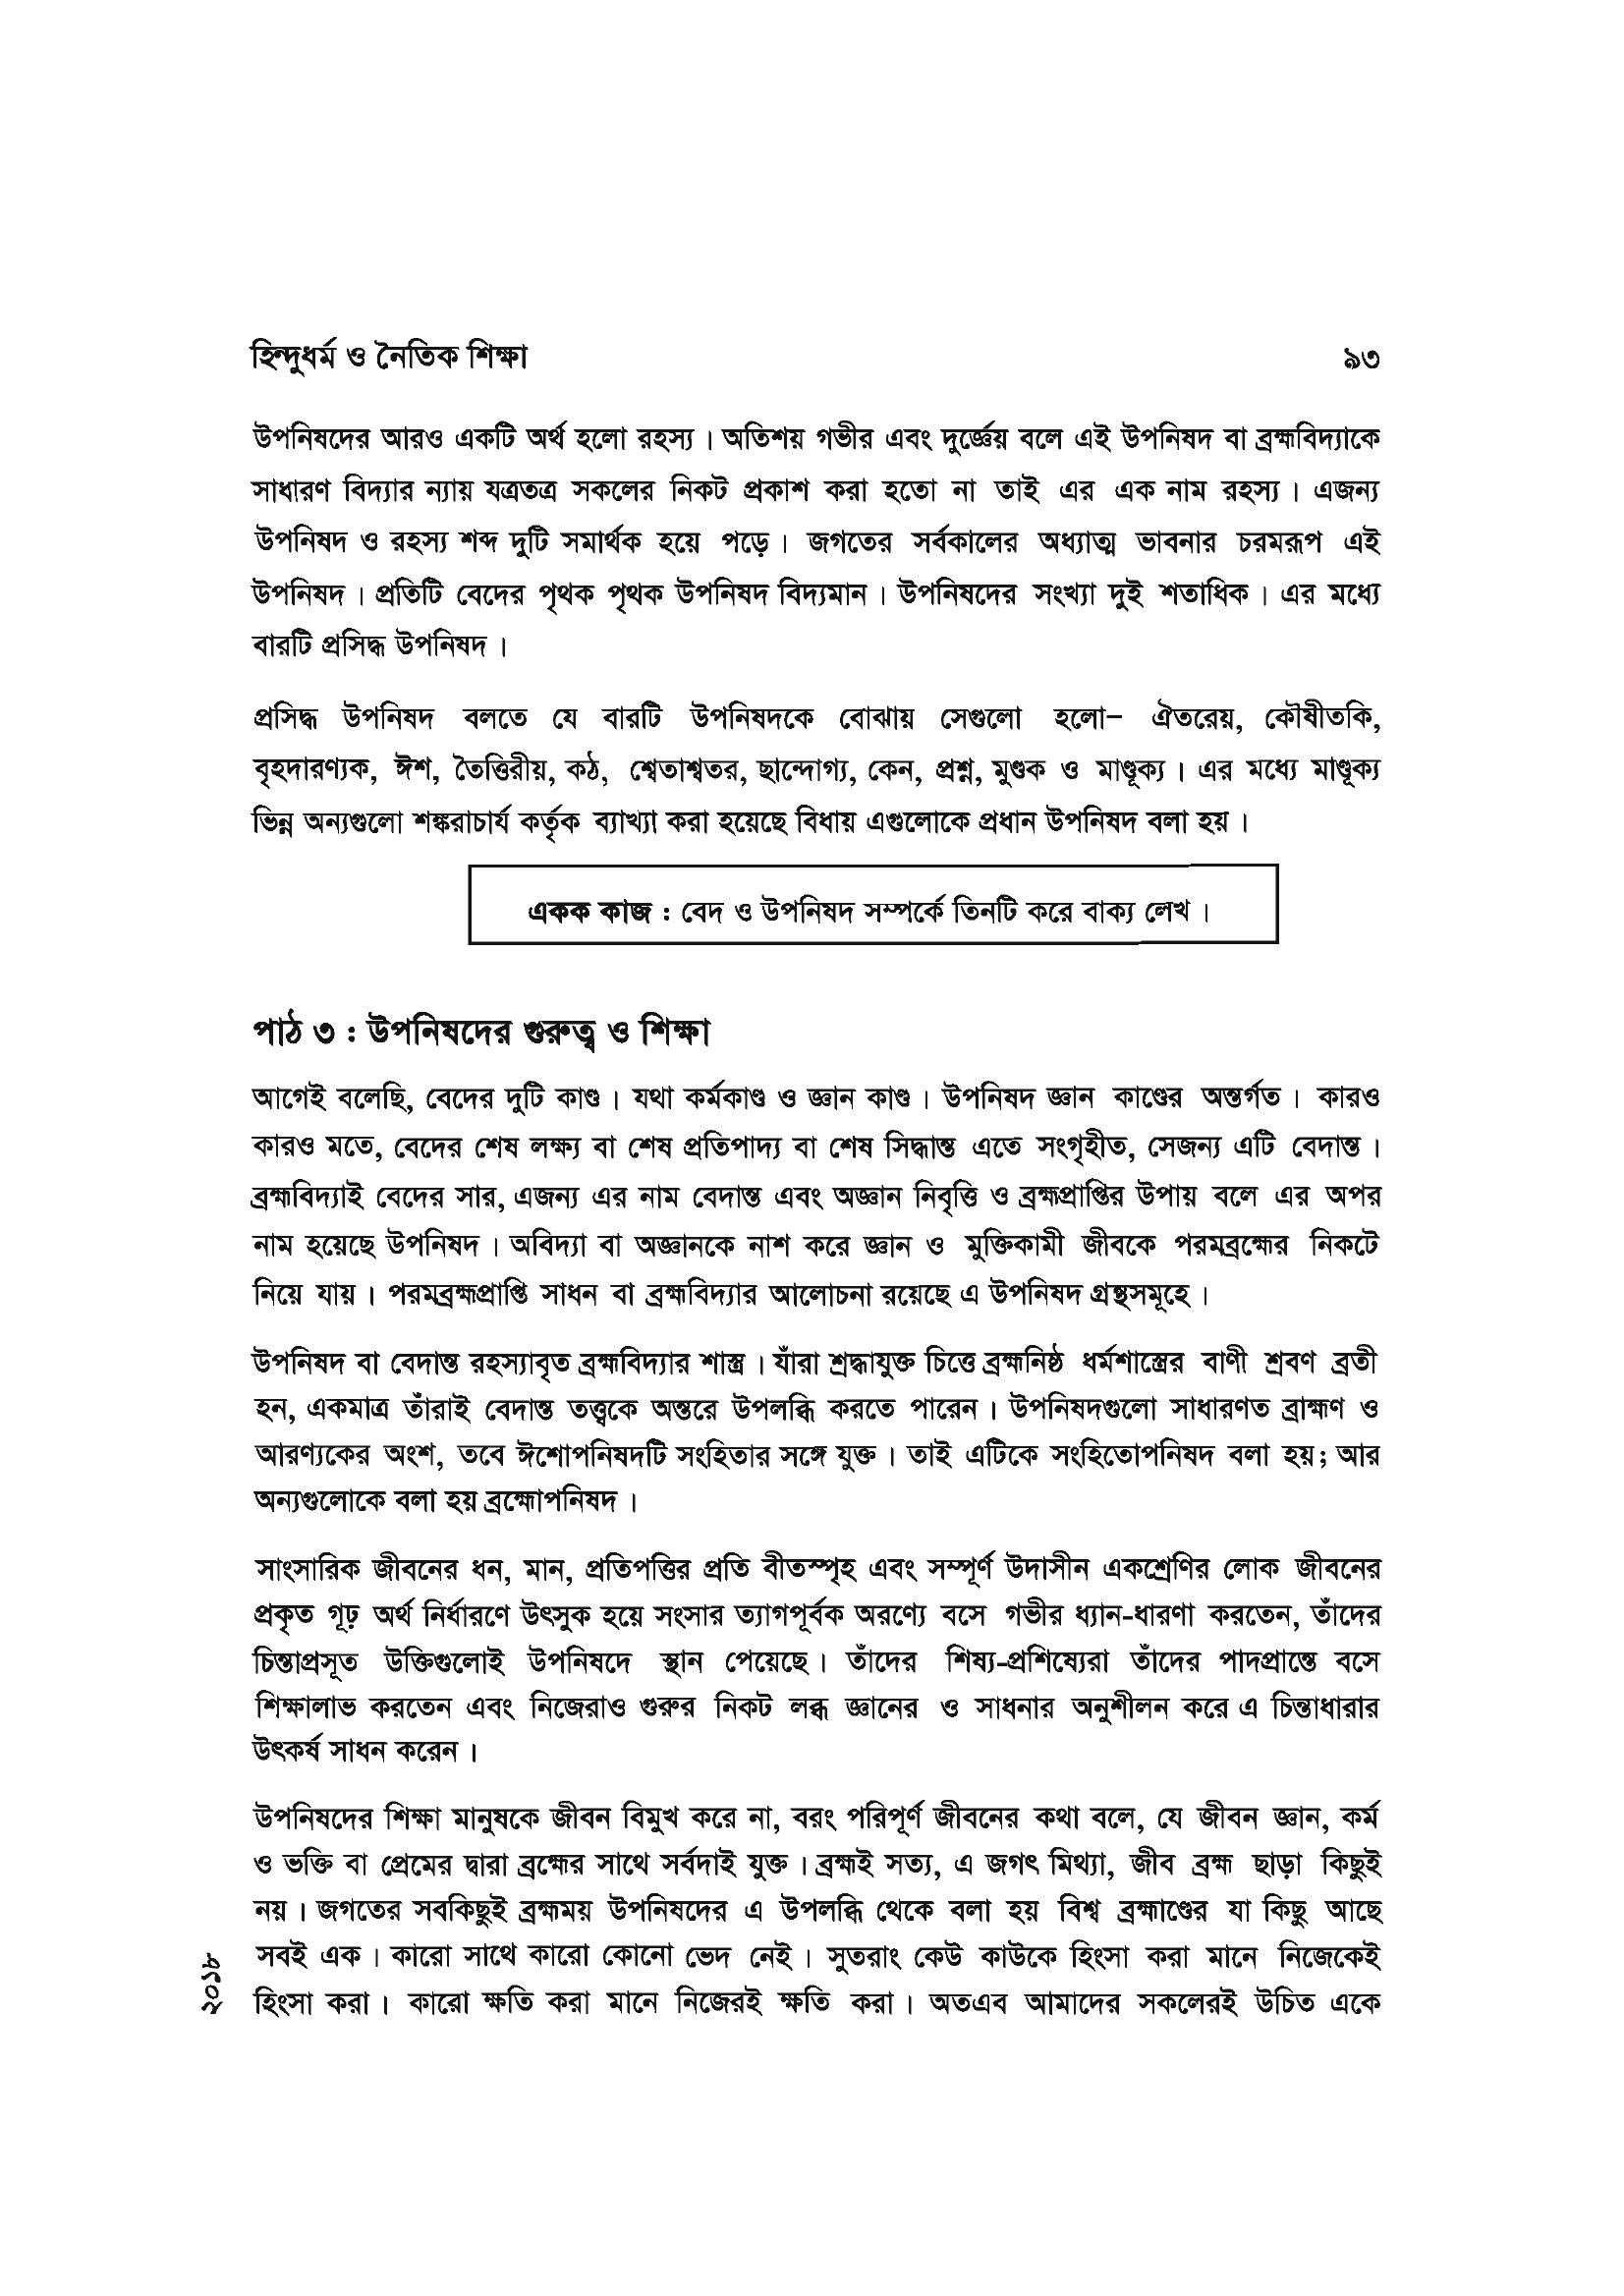 হিন্দুধর্ম ও নৈতিক শিক্ষা ৯৩
উপনিষদের আরও একটি অর্থ হলো রহস্য। অতিশয় গভীর এবং দুর্জ্ঞেয় বলে এই উপনিষদ বা ব্রহ্মবিদ্যাকে
সাধারণ বিদ্যার ন্যায় যত্রতত্র সকলের নিকট প্রকাশ করা হতো না তাই এর এক নাম রহস্য। এজন্য
উপনিষদ ও রহস্য শব্দ দুটি সমার্থক হয়ে পড়ে। জগতের সর্বকালের অধ্যাত্ম ভাবনার চরমরূপ এই
উপনিষদ। প্রতিটি বেদের পৃথক পৃথক উপনিষদ বিদ্যমান। উপনিষদের সংখ্যা দুই শতাধিক। এর মধ্যে
বারটি প্রসিদ্ধ উপনিষদ।
প্রসিদ্ধ উপনিষদ বলতে যে বারটি উপনিষদকে বোঝায় সেগুলো হলো– ঐতরেয়, কৌষীতকি,
বৃহদারণ্যক, ঈশ, তৈত্তিরীয়, কঠ, শ্বেতাশ্বতর, ছান্দোগ্য, কেন, প্রশ্ন, মুণ্ডক ও মাণ্ডূক্য। এর মধ্যে মাণ্ডূক্য
ভিন্ন অন্যগুলো শঙ্করাচার্য কর্তৃক ব্যাখ্যা করা হয়েছে বিধায় এগুলোকে প্রধান উপনিষদ বলা হয়।
একক কাজ : বেদ ও উপনিষদ সম্পর্কে তিনটি করে বাক্য লেখ।
পাঠ ৩ : উপনিষদের গুরুত্ব ও শিক্ষা
আগেই বলেছি, বেদের দুটি কাণ্ড। যথা কর্মকাণ্ড ও জ্ঞান কাণ্ড। উপনিষদ জ্ঞান কাণ্ডের অন্তর্গত। কারও
কারও মতে, বেদের শেষ লক্ষ্য বা শেষ প্রতিপাদ্য বা শেষ সিদ্ধান্ত এতে সংগৃহীত, সেজন্য এটি বেদান্ত।
ব্রহ্মবিদ্যাই বেদের সার, এজন্য এর নাম বেদান্ত এবং অজ্ঞান নিবৃত্তি ও ব্রহ্মপ্রাপ্তির উপায় বলে এর অপর
নাম হয়েছে উপনিষদ। অবিদ্যা বা অজ্ঞানকে নাশ করে জ্ঞান ও মুক্তিকামী জীবকে পরমব্রহ্মের নিকটে
নিয়ে যায়। পরমব্রহ্মপ্রাপ্তি সাধন বা ব্রহ্মবিদ্যার আলোচনা রয়েছে এ উপনিষদ গ্রন্থসমূহে।
উপনিষদ বা বেদান্ত রহস্যাবৃত ব্রহ্মবিদ্যার শাস্ত্র। যাঁরা শ্রদ্ধাযুক্ত চিত্তে ব্রহ্মনিষ্ঠ ধর্মশাস্ত্রের বাণী শ্রবণ ব্রতী
হন, একমাত্র তাঁরাই বেদান্ত তত্ত্বকে অন্তরে উপলব্ধি করতে পারেন। উপনিষদগুলো সাধারণত ব্রাহ্মণ ও
আরণ্যকের অংশ, তবে ঈশোপনিষদটি সংহিতার সঙ্গে যুক্ত। তাই এটিকে সংহিতোপনিষদ বলা হয়; আর
অন্যগুলোকে বলা হয় ব্রহ্মোপনিষদ।
সাংসারিক জীবনের ধন, মান, প্রতিপত্তির প্রতি বীতস্পৃহ এবং সম্পূর্ণ উদাসীন একশ্রেণির লোক জীবনের
প্রকৃত গূঢ় অর্থ নির্ধারণে উৎসুক হয়ে সংসার ত্যাগপূর্বক অরণ্যে বসে গভীর ধ্যান-ধারণা করতেন, তাঁদের
চিন্তাপ্রসূত উক্তিগুলোই উপনিষদে স্থান পেয়েছে। তাঁদের শিষ্য-প্রশিষ্যেরা তাঁদের পাদপ্রান্তে বসে
শিক্ষালাভ করতেন এবং নিজেরাও গুরুর নিকট লব্ধ জ্ঞানের ও সাধনার অনুশীলন করে এ চিন্তাধারার
উৎকর্ষ সাধন করেন।
উপনিষদের শিক্ষা মানুষকে জীবন বিমুখ করে না, বরং পরিপূর্ণ জীবনের কথা বলে, যে জীবন জ্ঞান, কর্ম
ও ভক্তি বা প্রেমের দ্বারা ব্রহ্মের সাথে সর্বদাই যুক্ত। ব্রহ্মই সত্য, এ জগৎ মিথ্যা, জীব ব্রহ্ম ছাড়া কিছুই
নয়। জগতের সবকিছুই ব্রহ্মময় উপনিষদের এ উপলব্ধি থেকে বলা হয় বিশ্ব ব্রহ্মাণ্ডের যা কিছু আছে
সবই এক। কারো সাথে কারো কোনো ভেদ নেই। সুতরাং কেউ কাউকে হিংসা করা মানে নিজেকেই
হিংসা করা। কারো ক্ষতি করা মানে নিজেরই ক্ষতি করা। অতএব আমাদের সকলেরই উচিত একে
২০১৮